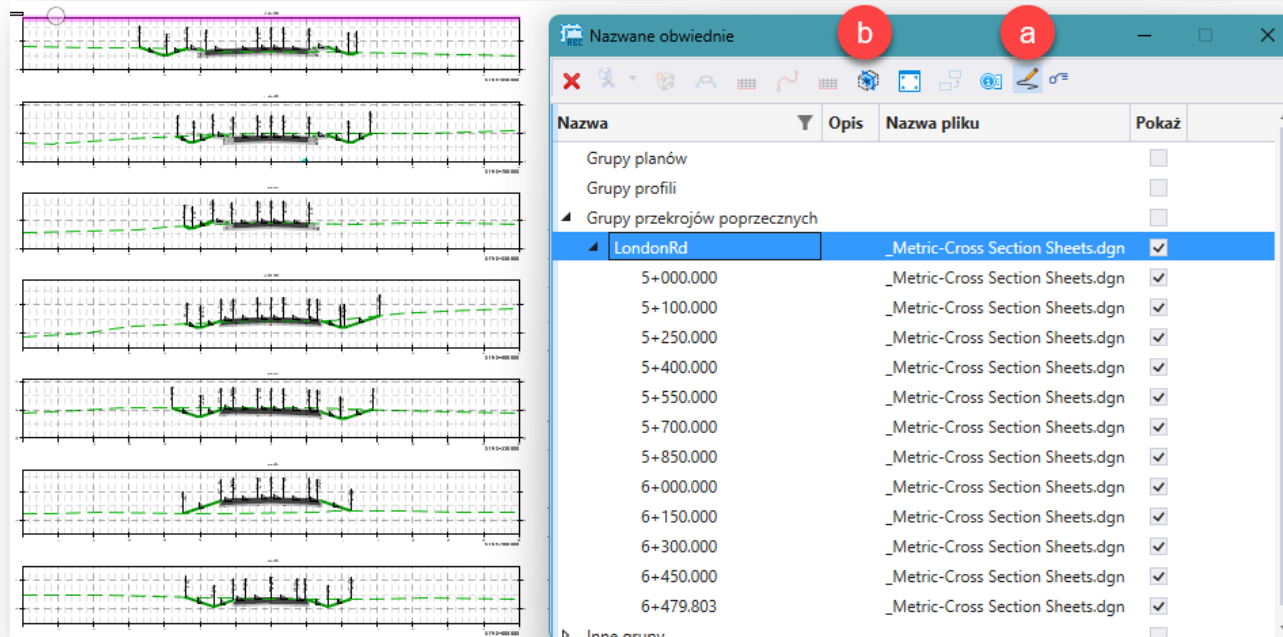 Nazwane obwiednie
b
a
Nazwa Opis Nazwa pliku Pokaż
Grupy planów
Grupy profili
Grupy przekrojów poprzecznych
LondonRd _Metric-Cross Section Sheets.dgn
5+000.000 _Metric-Cross Section Sheets.dgn
5+100.000 _Metric-Cross Section Sheets.dgn
5+250.000 _Metric-Cross Section Sheets.dgn
5+400.000 _Metric-Cross Section Sheets.dgn
5+550.000 _Metric-Cross Section Sheets.dgn
5+700.000 _Metric-Cross Section Sheets.dgn
5+850.000 _Metric-Cross Section Sheets.dgn
6+000.000 _Metric-Cross Section Sheets.dgn
6+150.000 _Metric-Cross Section Sheets.dgn
6+300.000 _Metric-Cross Section Sheets.dgn
6+450.000 _Metric-Cross Section Sheets.dgn
6+479.803 _Metric-Cross Section Sheets.dgn
Inne grupy